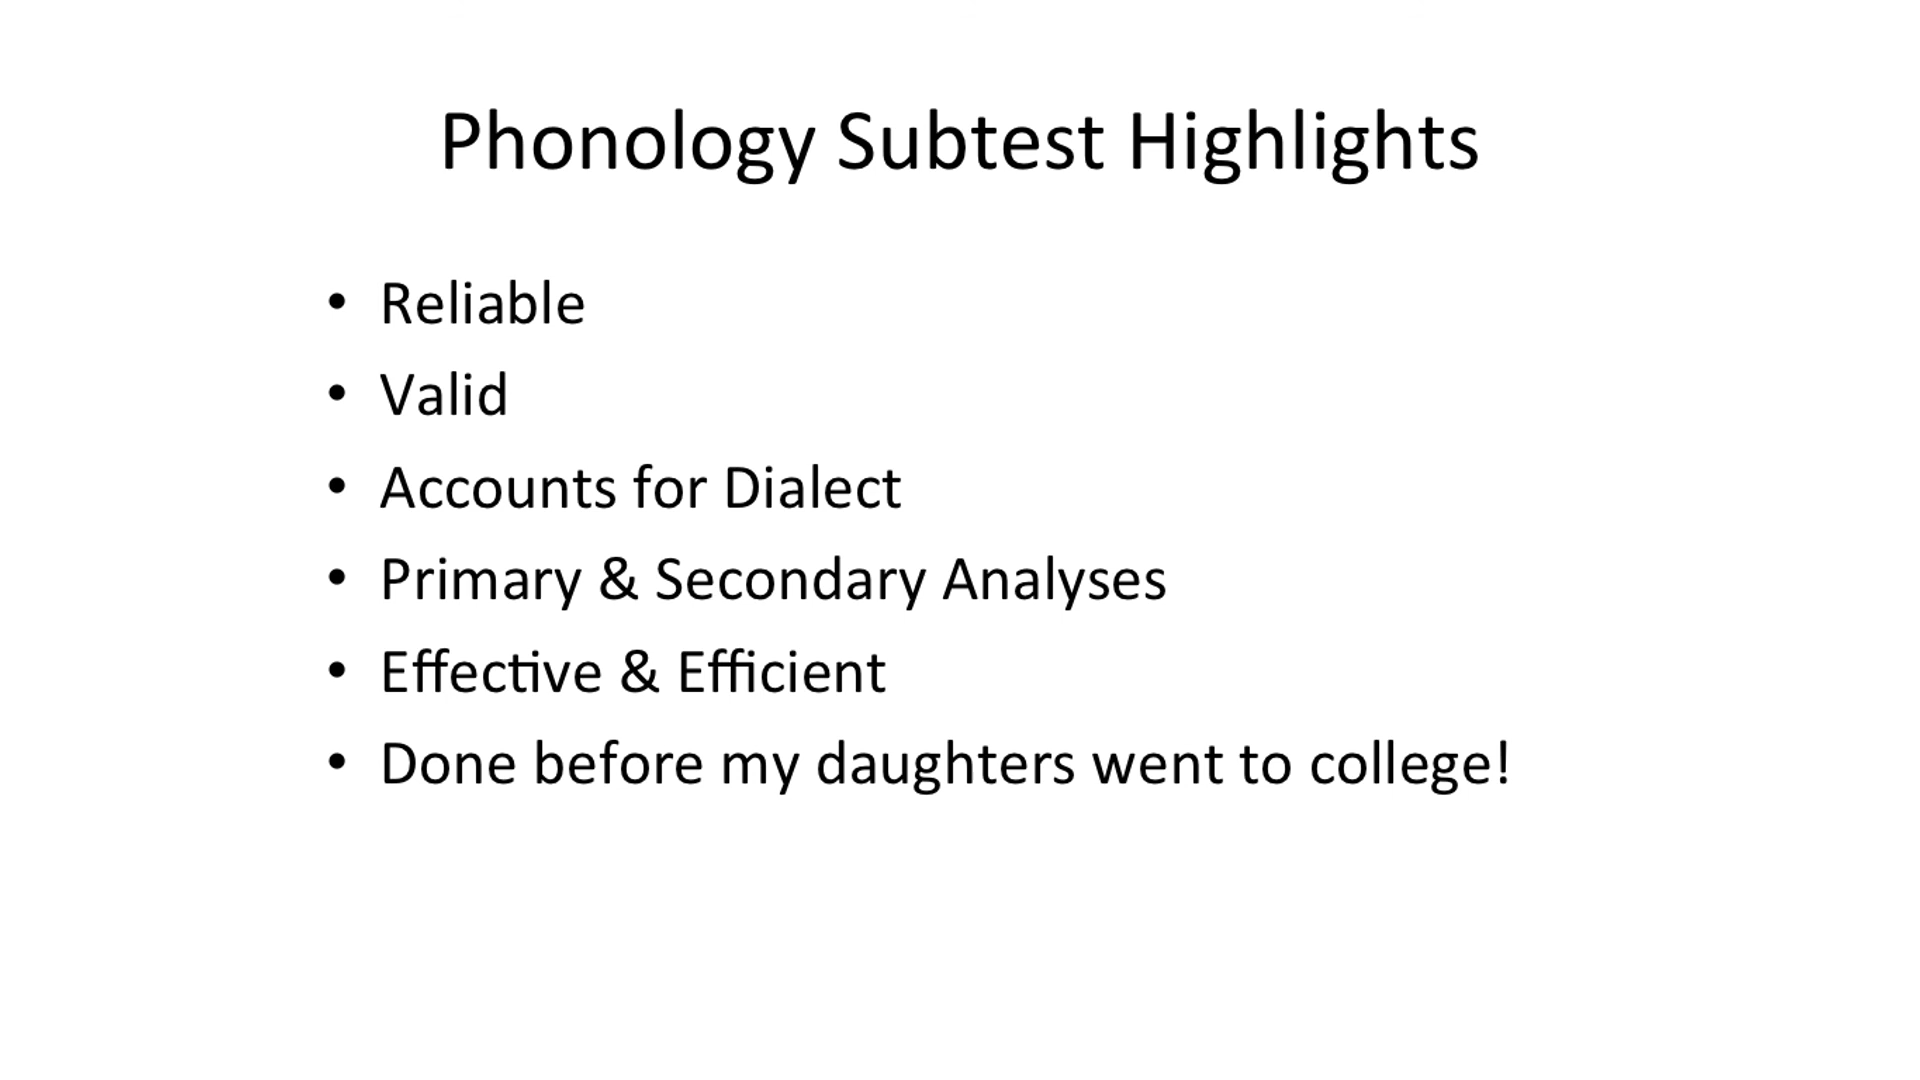 Phonology Subtest Highlights
• Reliable
• Valid
• Accounts for Dialect
• Primary & Secondary Analyses
• Effective & Efficient
• Done before my daughters went to college!